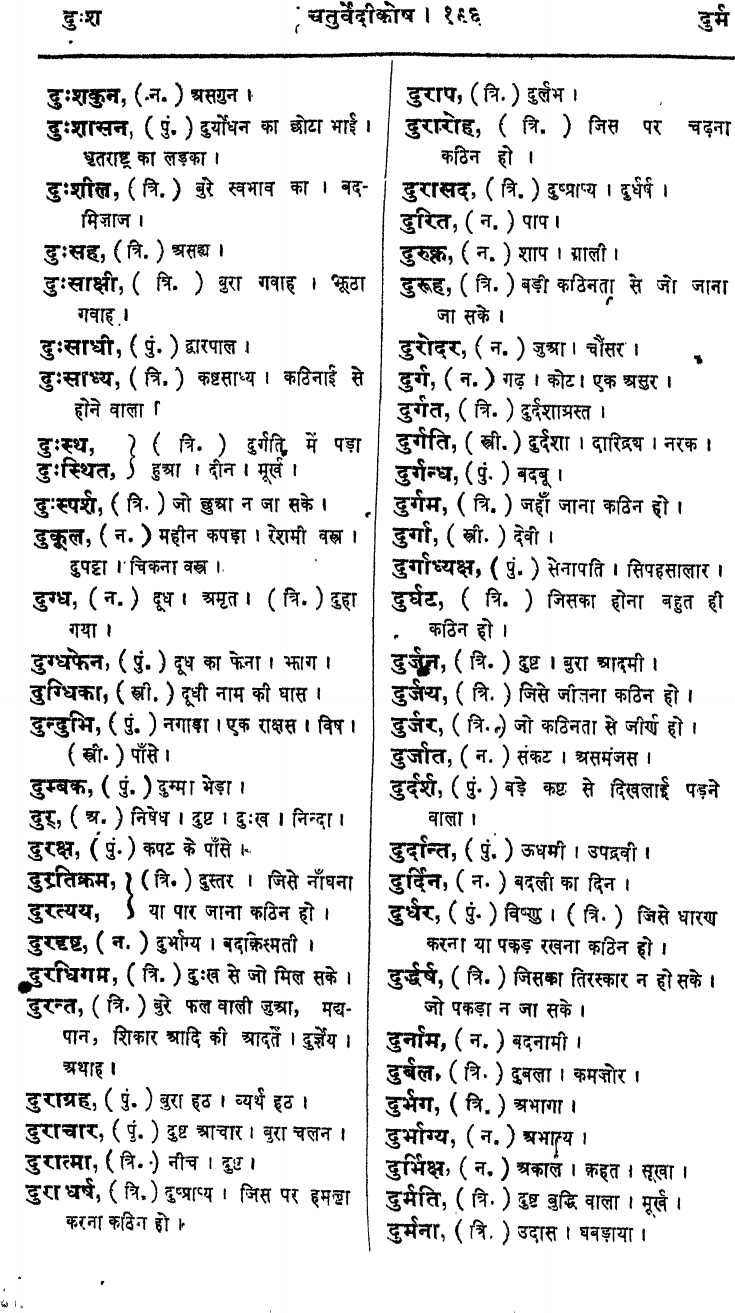 दुःश
चतुर्वेदीकोष । १९६
दुर्म
दुःशकुन, ( न. ) असगुन ।
दुःशासन, ( पुं. ) दुर्योधन का छोटा भाई ।
धृतराष्ट्र का लड़का ।
दुःशील, ( त्रि. ) बुरे स्वभाव का । बद-
मिज़ाज ।
दुःसह, ( त्रि. ) असह्य ।
दुःसाक्षी, ( त्रि. ) बुरा गवाह । झूठा
गवाह ।
दुःसाधी, ( पुं. ) द्वारपाल ।
दुःसाध्य, ( त्रि. ) कष्टसाध्य । कठिनाई से
होने वाला ।
दुःस्थ, } ( त्रि. ) दुर्गति में पड़ा
दुःस्थित, } हुआ । दीन । मूर्ख ।
दुःस्पर्श, ( त्रि. ) जो छुआ न जा सके ।
दुकूल, ( न. ) महीन कपड़ा । रेशमी वस्त्र ।
दुपट्टा । चिकना वस्त्र ।
दुग्ध, ( न. ) दूध । अमृत । ( त्रि. ) दुहा
गया ।
दुग्धफेन, ( पुं. ) दूध का फेना । झाग ।
दुग्धिका, ( स्त्री. ) दूधी नाम की घास ।
दुन्दुभि, ( पुं. ) नगाड़ा । एक राक्षस । विष ।
( स्त्री. ) पाँसे ।
दुम्बक, ( पुं. ) दुम्मा भेड़ा ।
दुर्, ( अ. ) निषेध । दुष्ट । दुःख । निन्दा ।
दुरक्ष, ( पुं. ) कपट के पाँसे ।
दुरतिक्रम, } ( त्रि. ) दुस्तर । जिसे नाँघना
दुरत्यय, } या पार जाना कठिन हो ।
दुरदृष्ट, ( न. ) दुर्भाग्य । बदकिस्मती ।
दुरधिगम, ( त्रि. ) दुःख से जो मिल सके ।
दुरन्त, ( त्रि. ) बुरे फल वाली जुआ, मद्य-
पान, शिकार आदि की आदतें । दुर्ज्ञेय ।
अथाह ।
दुराग्रह, ( पुं. ) बुरा हठ । व्यर्थ हठ ।
दुराचार, ( पुं. ) दुष्ट आचार । बुरा चलन ।
दुरात्मा, ( त्रि. ) नीच । दुष्ट ।
दुराधर्ष, ( त्रि. ) दुष्प्राप्य । जिस पर हमला
करना कठिन हो ।
दुराप, ( त्रि. ) दुर्लभ ।
दुरारोह, ( त्रि. ) जिस पर चढ़ना
कठिन हो ।
दुरासद, ( त्रि. ) दुष्प्राप्य । दुर्धर्ष ।
दुरित, ( न. ) पाप ।
दुरुक्त, ( न. ) शाप । गाली ।
दुरूह, ( त्रि. ) बड़ी कठिनता से जो जाना
जा सके ।
दुरोदर, ( न. ) जुआ । चौंसर ।
दुर्ग, ( न. ) गढ़ । कोट । एक असुर ।
दुर्गत, ( त्रि. ) दुर्दशाग्रस्त ।
दुर्गति, ( स्त्री. ) दुर्दशा । दारिद्र्य । नरक ।
दुर्गन्ध, ( पुं. ) बदबू ।
दुर्गम, ( त्रि. ) जहाँ जाना कठिन हो ।
दुर्गा, ( स्त्री. ) देवी ।
दुर्गाध्यक्ष, ( पुं. ) सेनापति । सिपहसालार ।
दुर्घट, ( त्रि. ) जिसका होना बहुत ही
कठिन हो ।
दुर्जन, ( त्रि. ) दुष्ट । बुरा आदमी ।
दुर्जय, ( त्रि. ) जिसे जीतना कठिन हो ।
दुर्जर, ( त्रि. ) जो कठिनता से जीर्ण हो ।
दुर्जात, ( न. ) संकट । असमंजस ।
दुर्दर्श, ( पुं. ) बड़े कष्ट से दिखलाई पड़ने
वाला ।
दुर्दान्त, ( पुं. ) ऊधमी । उपद्रवी ।
दुर्दिन, ( न. ) बदली का दिन ।
दुर्धर, ( पुं. ) विष्णु । ( त्रि. ) जिसे धारण
करना या पकड़ रखना कठिन हो ।
दुर्द्धर्ष, ( त्रि. ) जिसका तिरस्कार न हो सके ।
जो पकड़ा न जा सके ।
दुर्नाम, ( न. ) बदनामी ।
दुर्बल, ( त्रि. ) दुबला । कमज़ोर ।
दुर्भग, ( त्रि. ) अभागा ।
दुर्भाग्य, ( न. ) अभाग्य ।
दुर्भिक्ष, ( न. ) अकाल । क़हत । सूखा ।
दुर्मति, ( त्रि. ) दुष्ट बुद्धि वाला । मूर्ख ।
दुर्मना, ( त्रि. ) उदास । घबड़ाया ।